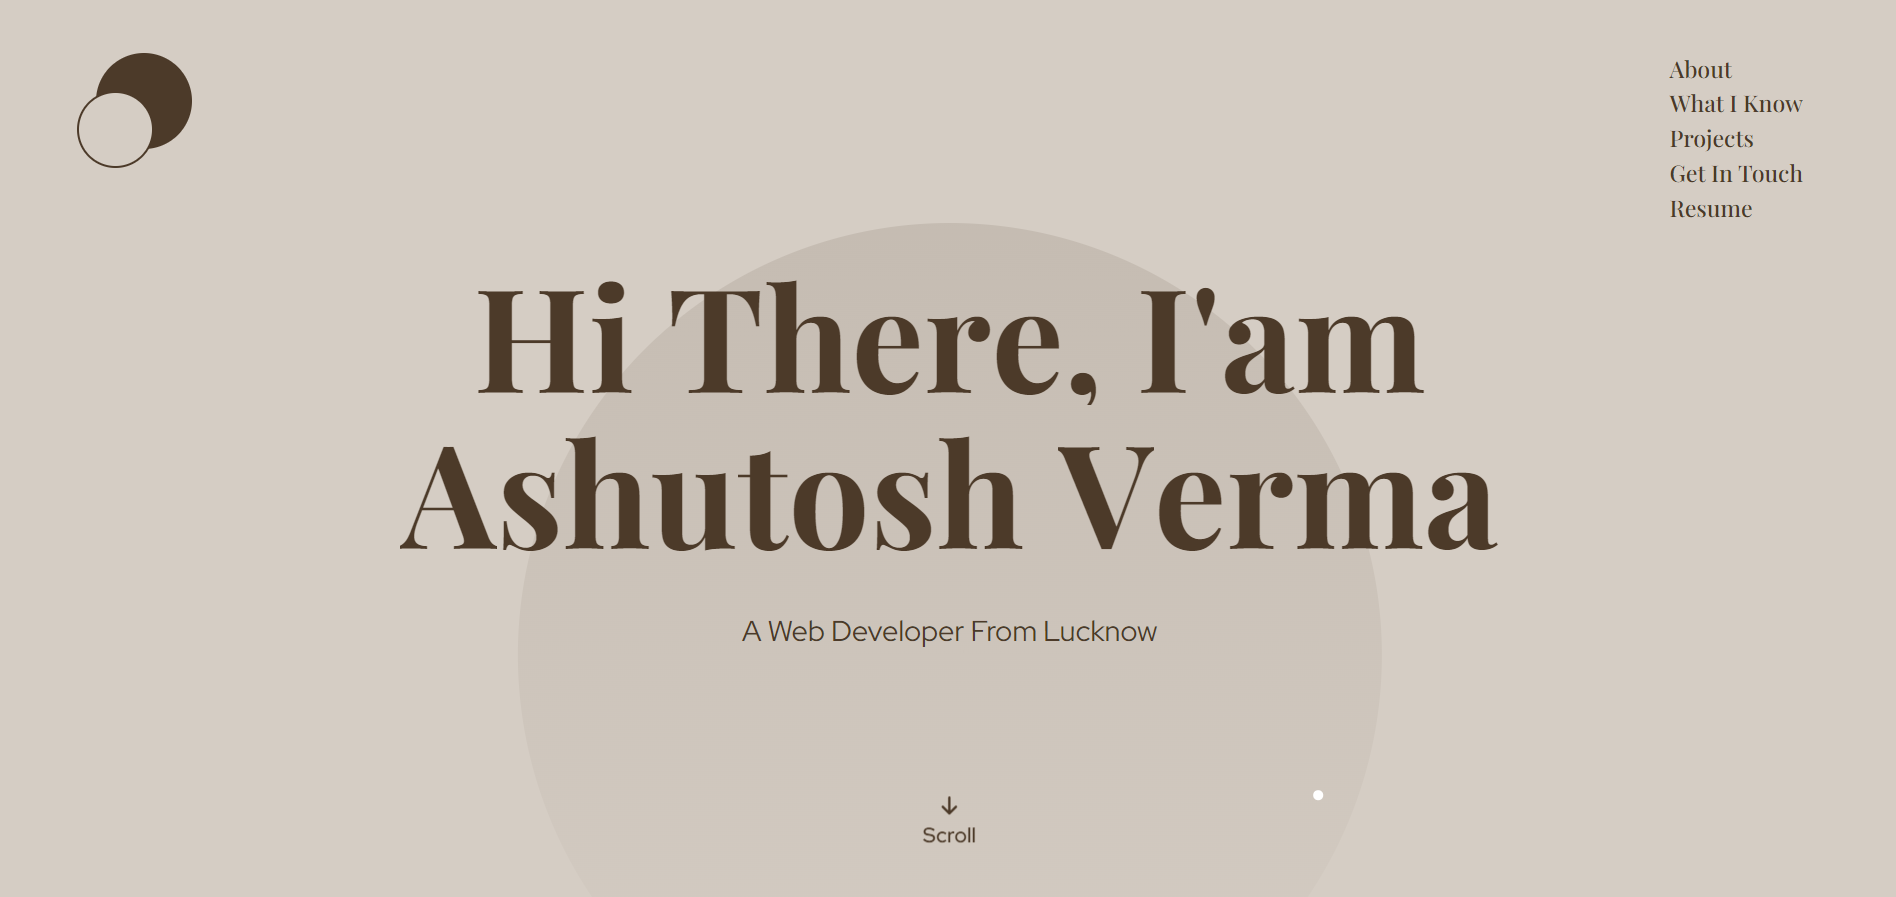 About
What I Know
Projects
Get In Touch
Resume
Hi There, I'am
Ashutosh Verma
A Web Developer From Lucknow
Scroll